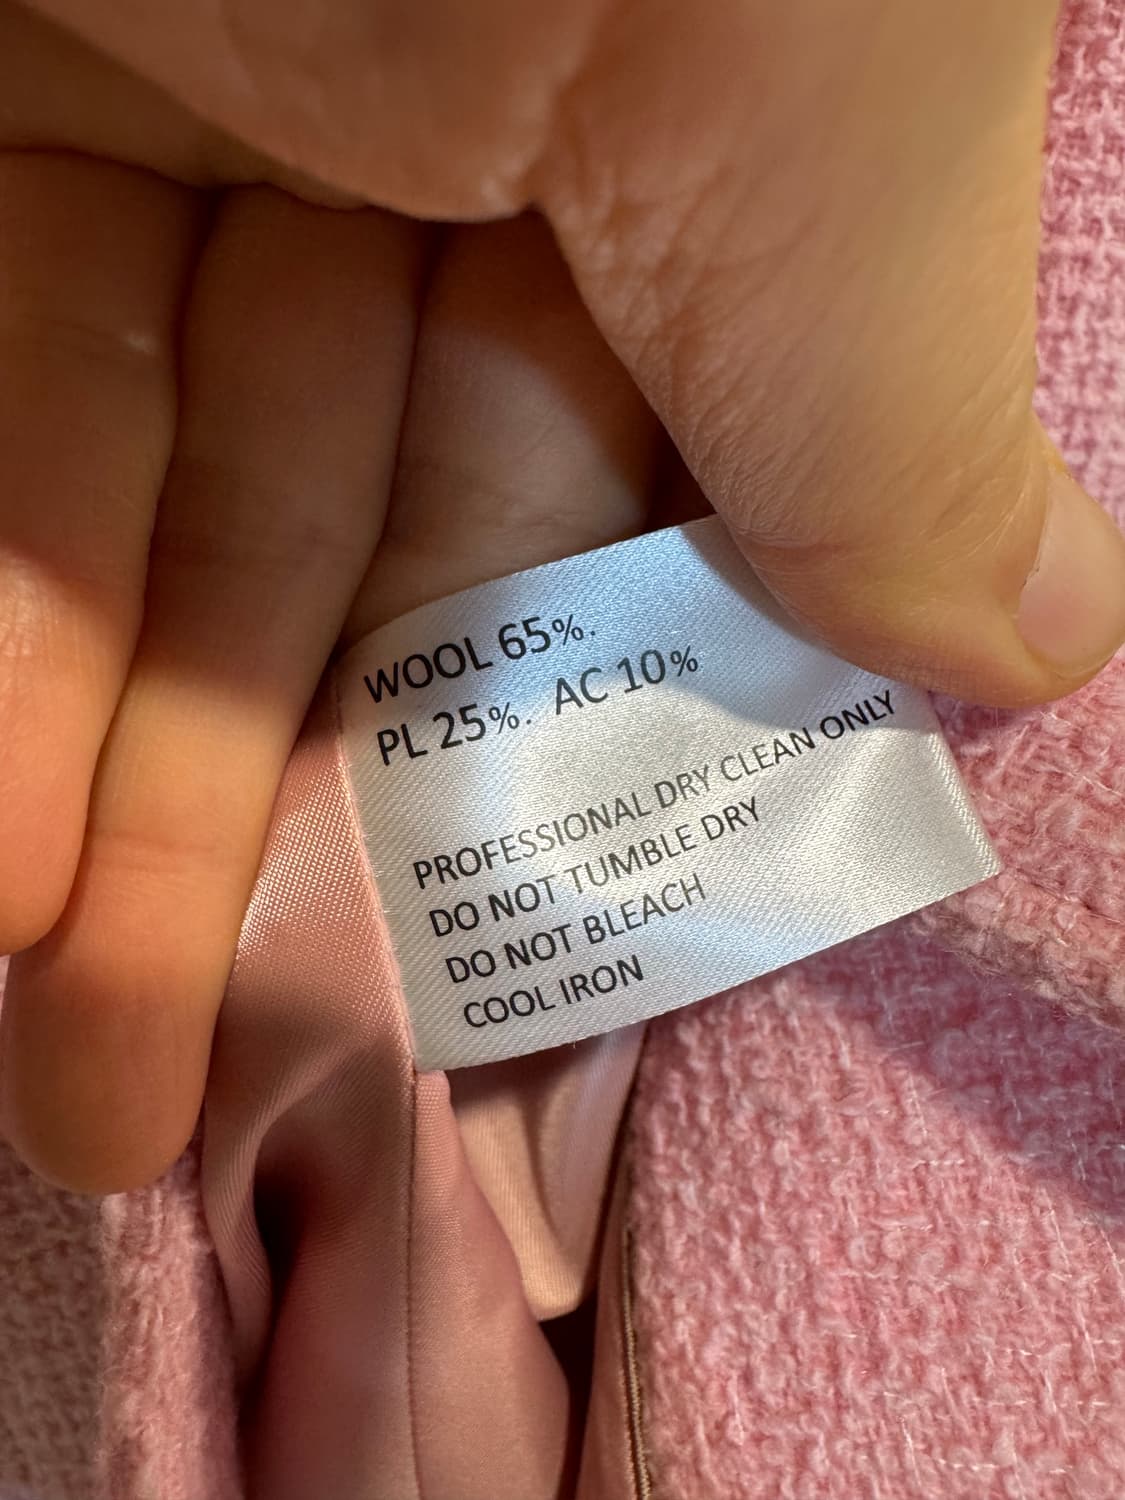 WOOL 65%.
PL 25%. AC 10%
PROFESSIONAL DRY CLEAN ONLY
DO NOT TUMBLE DRY
DO NOT BLEACH
COOL IRON